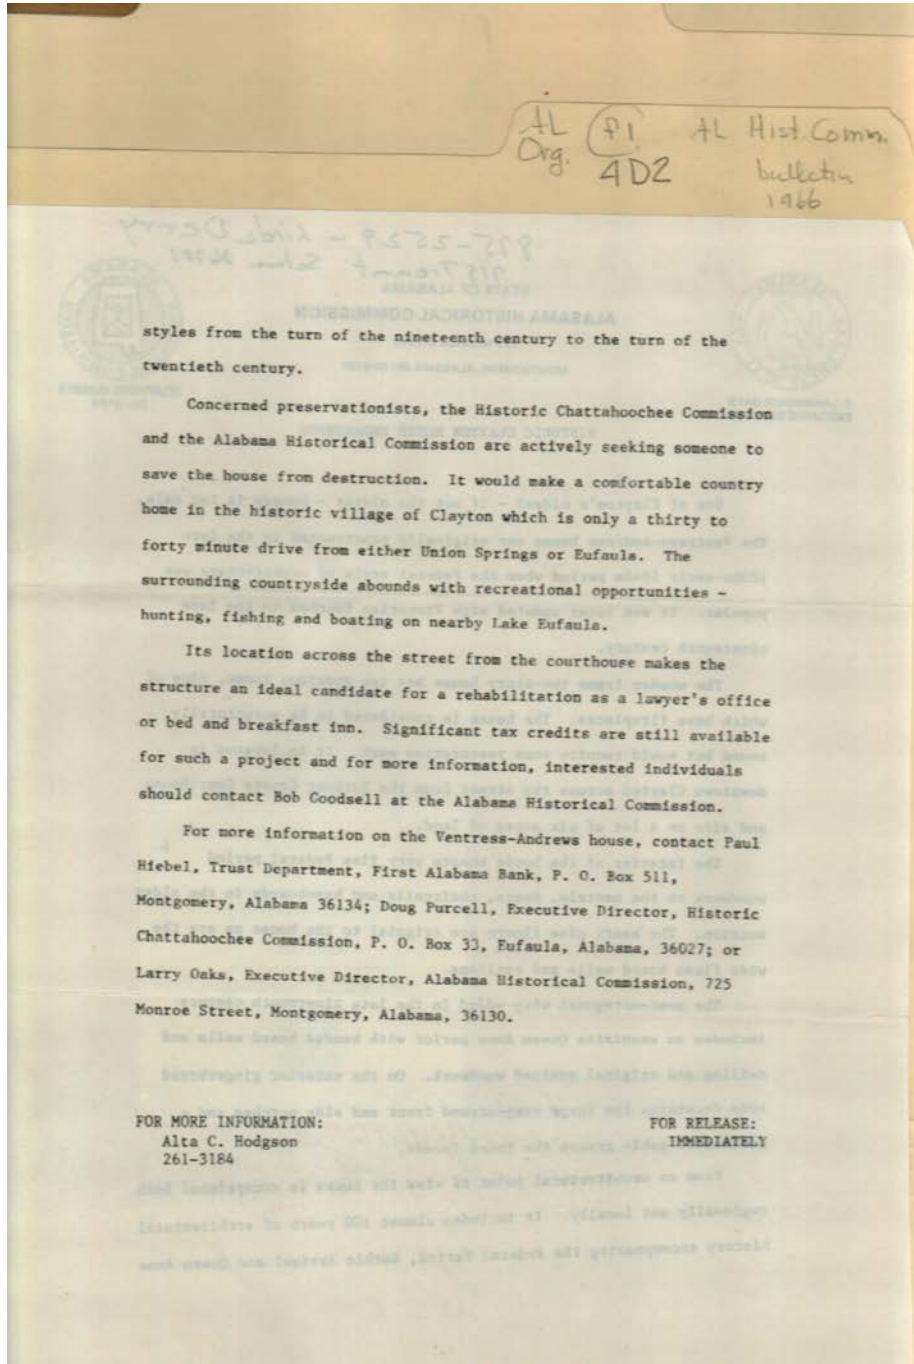 AL f1 AL Hist. Comm.
Org. 4D2 bulletin
1966
styles from the turn of the nineteenth century to the turn of the
twentieth century.
Concerned preservationists, the Historic Chattahoochee Commission
and the Alabama Historical Commission are actively seeking someone to
save the house from destruction. It would make a comfortable country
home in the historic village of Clayton which is only a thirty to
forty minute drive from either Union Springs or Eufaula. The
surrounding countryside abounds with recreational opportunities -
hunting, fishing and boating on nearby Lake Eufaula.
Its location across the street from the courthouse makes the
structure an ideal candidate for a rehabilitation as a lawyer's office
or bed and breakfast inn. Significant tax credits are still available
for such a project and for more information, interested individuals
should contact Bob Goodsell at the Alabama Historical Commission.
For more information on the Ventress-Andrews house, contact Paul
Hiebel, Trust Department, First Alabama Bank, P. O. Box 511,
Montgomery, Alabama 36134; Doug Purcell, Executive Director, Historic
Chattahoochee Commission, P. O. Box 33, Eufaula, Alabama, 36027; or
Larry Oaks, Executive Director, Alabama Historical Commission, 725
Monroe Street, Montgomery, Alabama, 36130.
FOR MORE INFORMATION: FOR RELEASE:
Alta C. Hodgson IMMEDIATELY
261-3184